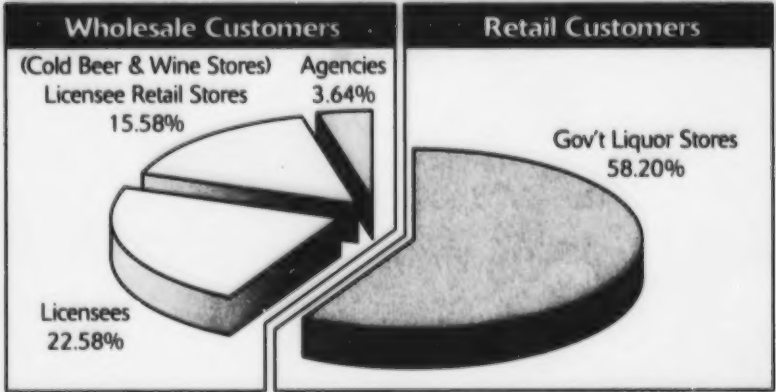 Wholesale Customers
Retail Customers
(Cold Beer & Wine Stores)
Licensee Retail Stores
15.58%
Agencies
3.64%
Gov't Liquor Stores
58.20%
Licensees
22.58%